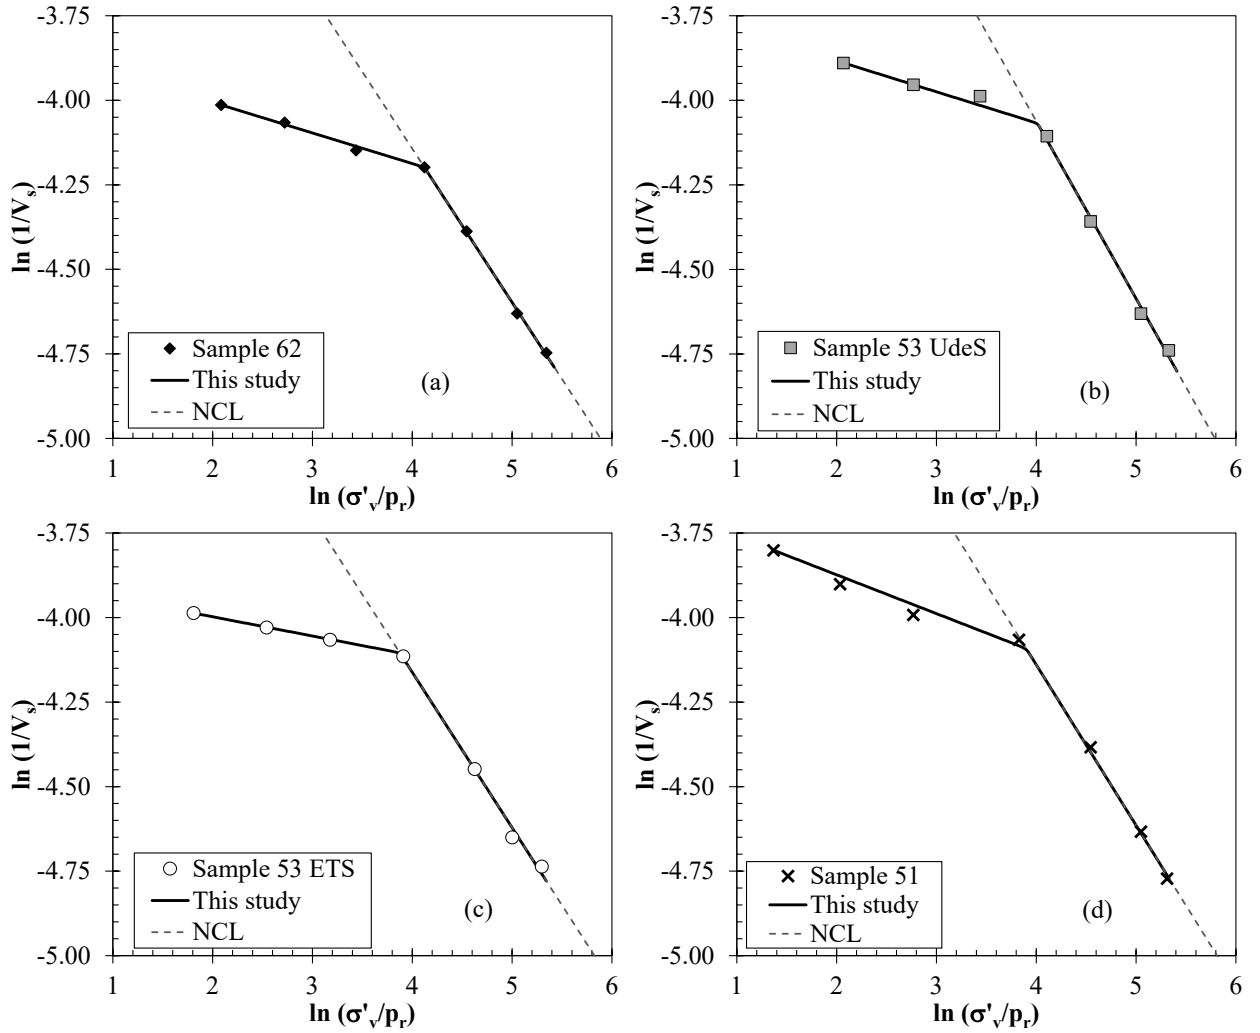 -3.75
-4.00
-4.25
-4.50
-4.75
-5.00
ln (1/Vs)
Sample 62
This study
NCL
(a)
1 2 3 4 5 6
ln (σ'v/pr)
-3.75
-4.00
-4.25
-4.50
-4.75
-5.00
ln (1/Vs)
Sample 53 UdeS
This study
NCL
(b)
1 2 3 4 5 6
ln (σ'v/pr)
-3.75
-4.00
-4.25
-4.50
-4.75
-5.00
ln (1/Vs)
Sample 53 ETS
This study
NCL
(c)
1 2 3 4 5 6
ln (σ'v/pr)
-3.75
-4.00
-4.25
-4.50
-4.75
-5.00
ln (1/Vs)
Sample 51
This study
NCL
(d)
1 2 3 4 5 6
ln (σ'v/pr)